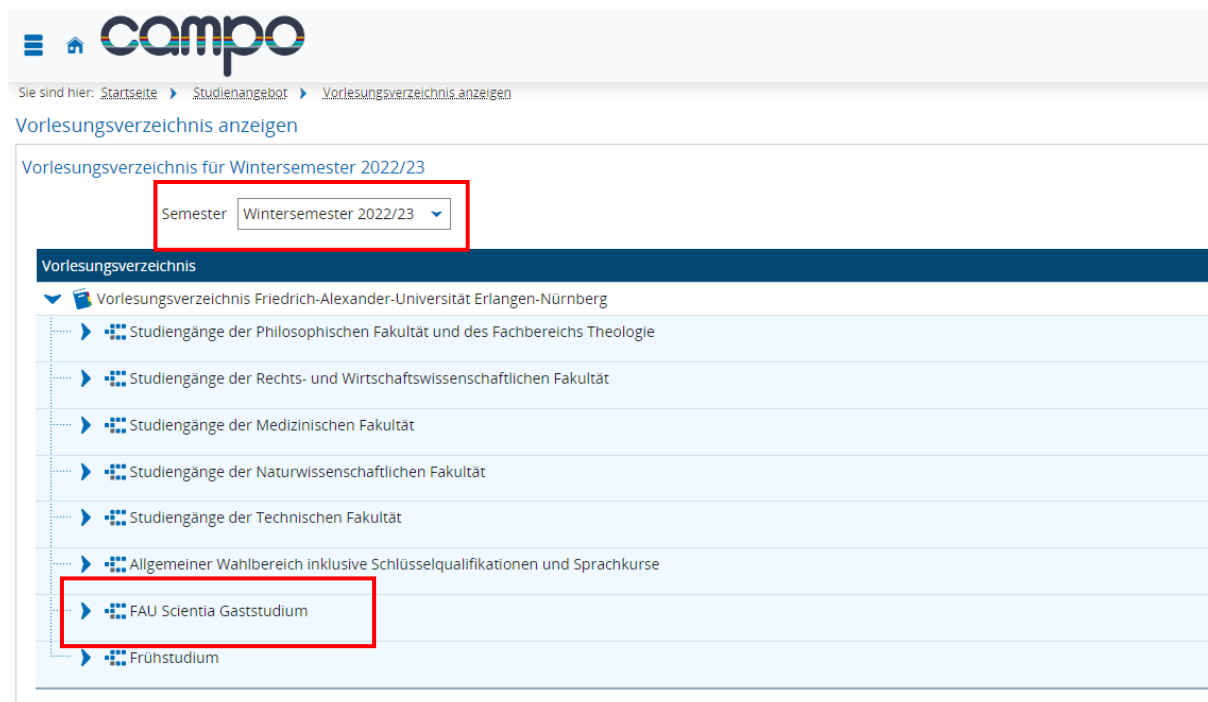 campo
Sie sind hier: Startseite Studienangebot Vorlesungsverzeichnis anzeigen
Vorlesungsverzeichnis anzeigen
Vorlesungsverzeichnis für Wintersemester 2022/23
Semester Wintersemester 2022/23
Vorlesungsverzeichnis
Vorlesungsverzeichnis Friedrich-Alexander-Universität Erlangen-Nürnberg
Studiengänge der Philosophischen Fakultät und des Fachbereichs Theologie
Studiengänge der Rechts- und Wirtschaftswissenschaftlichen Fakultät
Studiengänge der Medizinischen Fakultät
Studiengänge der Naturwissenschaftlichen Fakultät
Studiengänge der Technischen Fakultät
Allgemeiner Wahlbereich inklusive Schlüsselqualifikationen und Sprachkurse
FAU Scientia Gaststudium
Frühstudium